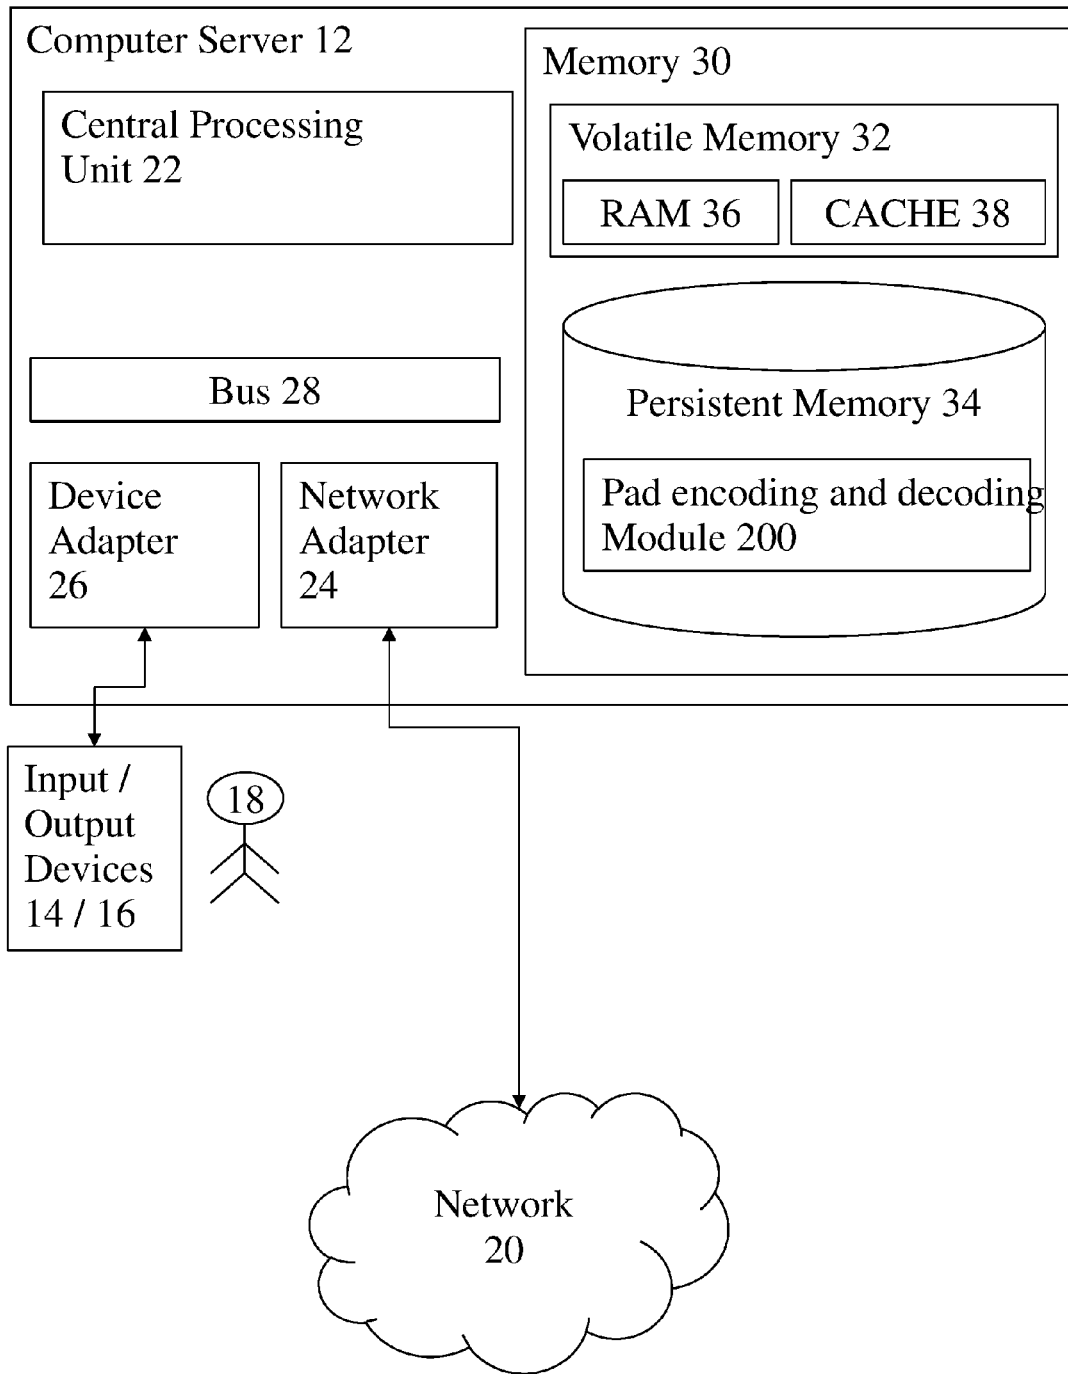 Computer Server 12
Memory 30
Central Processing
Unit 22
Volatile Memory 32
RAM 36
CACHE 38
Bus 28
Persistent Memory 34
Device
Adapter
26
Network
Adapter
24
Pad encoding and decoding
Module 200
Input /
Output
Devices
14 / 16
18
Network
20